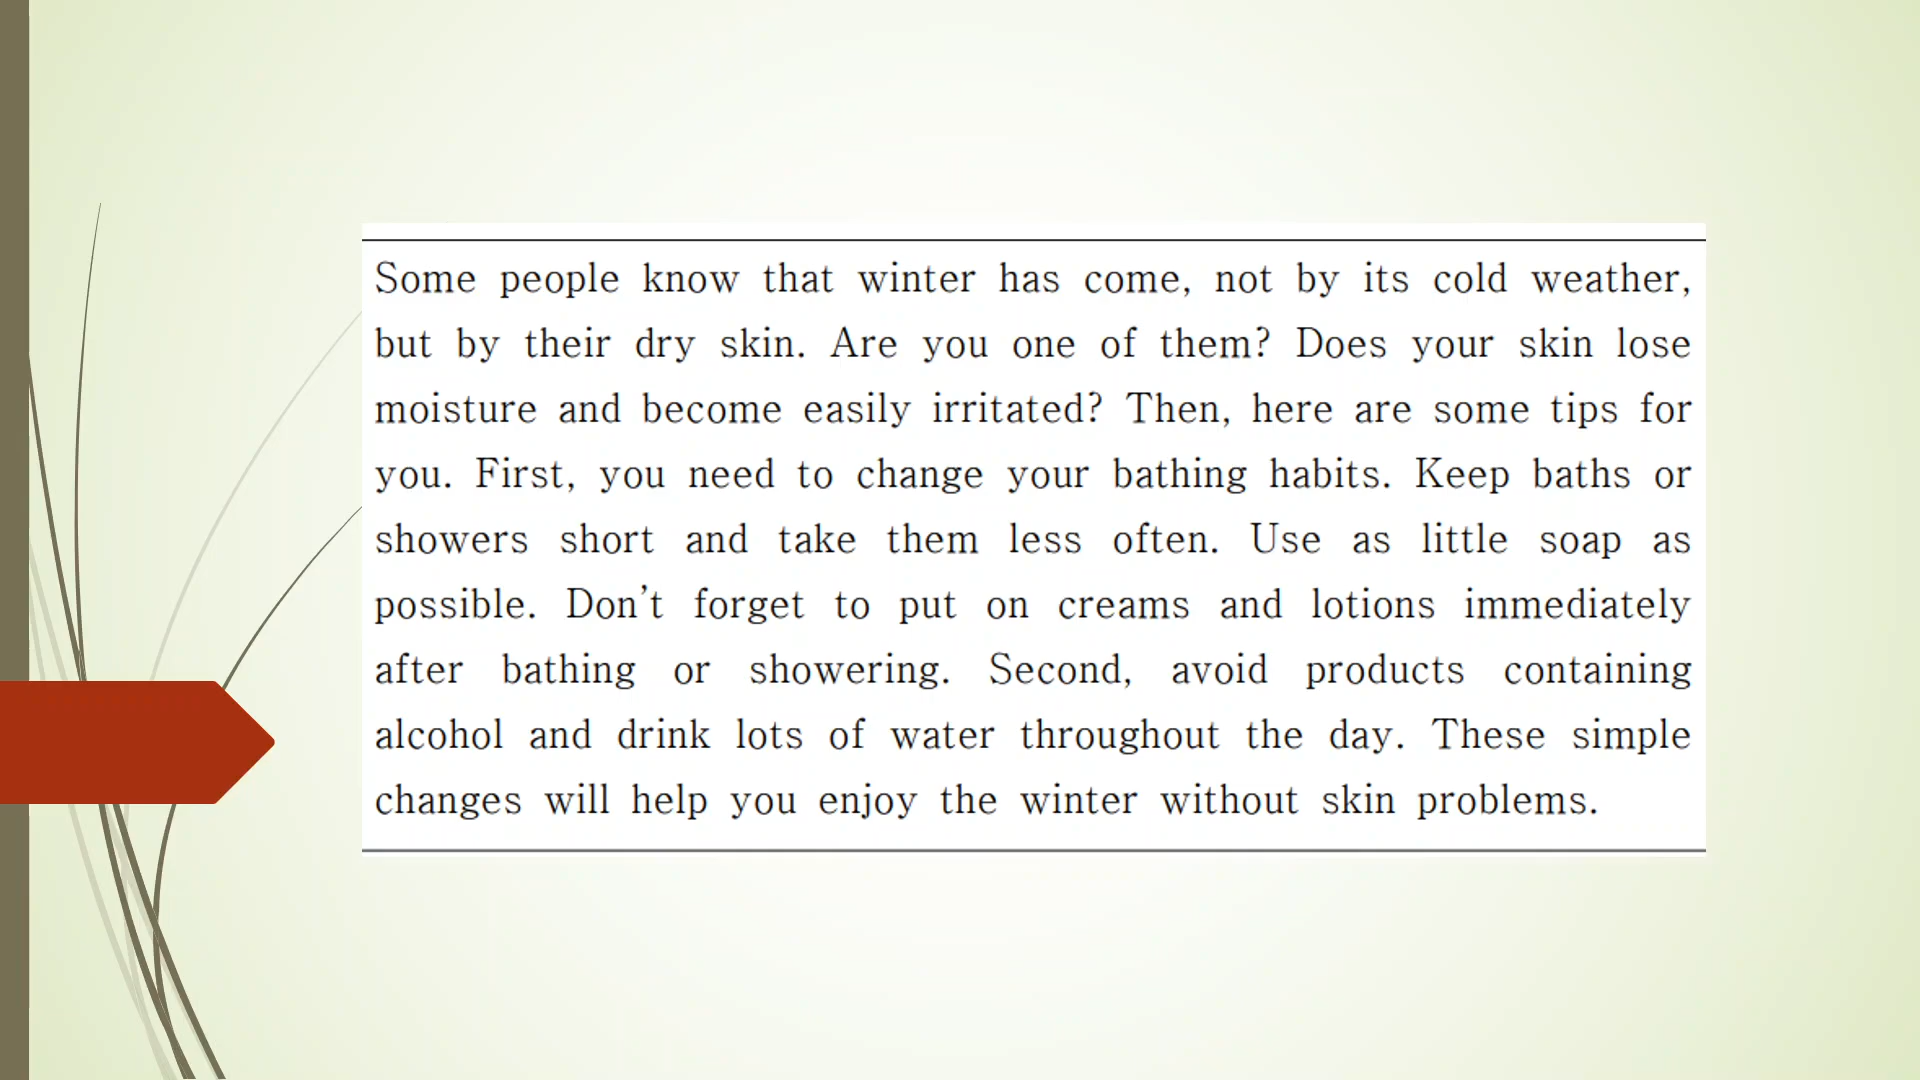 Some people know that winter has come, not by its cold weather,
but by their dry skin. Are you one of them? Does your skin lose
moisture and become easily irritated? Then, here are some tips for
you. First, you need to change your bathing habits. Keep baths or
showers short and take them less often. Use as little soap as
possible. Don’t forget to put on creams and lotions immediately
after bathing or showering. Second, avoid products containing
alcohol and drink lots of water throughout the day. These simple
changes will help you enjoy the winter without skin problems.